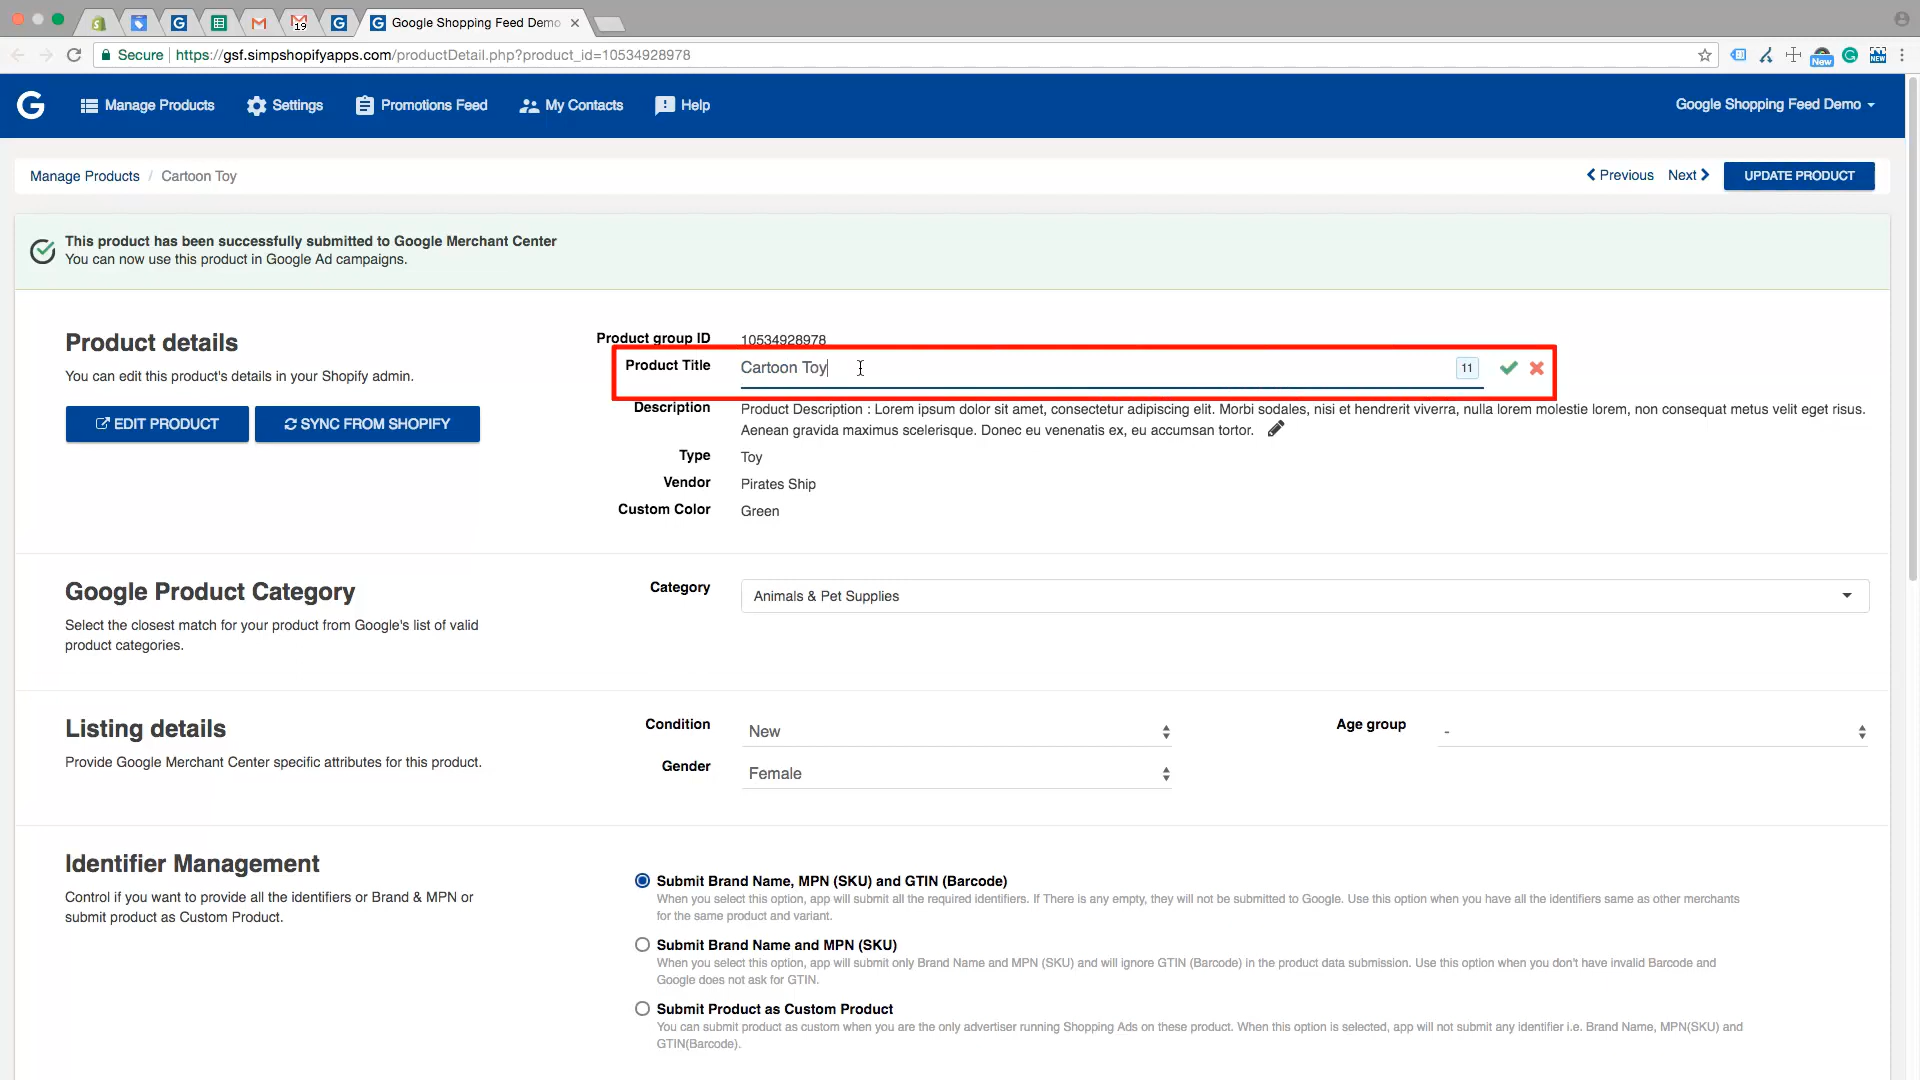 19
Google Shopping Feed Demo
Secure
https://gsf.simpshopifyapps.com/productDetail.php?product_id=10534928978
New
NEW
G
Manage Products
Settings
Promotions Feed
My Contacts
Help
Google Shopping Feed Demo
Manage Products / Cartoon Toy
Previous
Next
UPDATE PRODUCT
This product has been successfully submitted to Google Merchant Center
You can now use this product in Google Ad campaigns.
Product details
You can edit this product's details in your Shopify admin.
EDIT PRODUCT
SYNC FROM SHOPIFY
Product group ID
10534928978
Product Title
Cartoon Toy
11
Description
Product Description : Lorem ipsum dolor sit amet, consectetur adipiscing elit. Morbi sodales, nisi et hendrerit viverra, nulla lorem molestie lorem, non consequat metus velit eget risus.
Aenean gravida maximus scelerisque. Donec eu venenatis ex, eu accumsan tortor.
Type
Toy
Vendor
Pirates Ship
Custom Color
Green
Google Product Category
Select the closest match for your product from Google's list of valid
product categories.
Category
Animals & Pet Supplies
Listing details
Provide Google Merchant Center specific attributes for this product.
Condition
New
Age group
-
Gender
Female
Identifier Management
Control if you want to provide all the identifiers or Brand & MPN or
submit product as Custom Product.
Submit Brand Name, MPN (SKU) and GTIN (Barcode)
When you select this option, app will submit all the required identifiers. If There is any empty, they will not be submitted to Google. Use this option when you have all the identifiers same as other merchants
for the same product and variant.
Submit Brand Name and MPN (SKU)
When you select this option, app will submit only Brand Name and MPN (SKU) and will ignore GTIN (Barcode) in the product data submission. Use this option when you don't have invalid Barcode and
Google does not ask for GTIN.
Submit Product as Custom Product
You can submit product as custom when you are the only advertiser running Shopping Ads on these product. When this option is selected, app will not submit any identifier i.e. Brand Name, MPN(SKU) and
GTIN(Barcode).